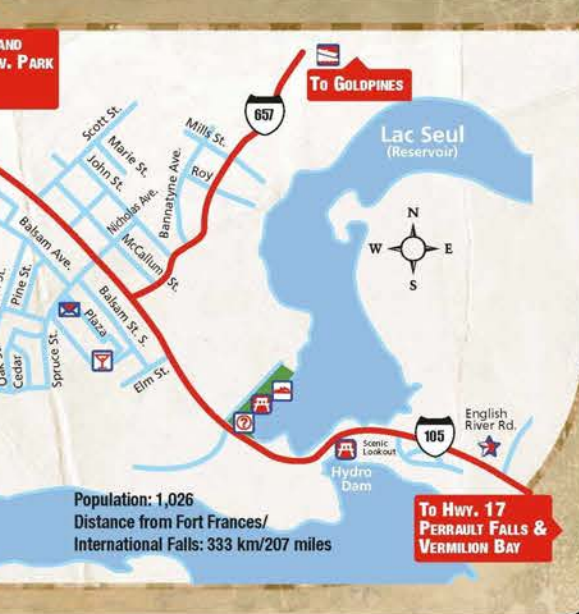 AND
V. PARK
TO GOLDPINES
657
Scott St.
Marie St.
John St.
Mills St.
Roy
Bannatyne Ave.
Nicholas Ave.
McCallum St.
Lac Seul
(Reservoir)
N
W E
S
Balsam Ave.
Pine St.
St.
Balsam St. S.
Plaza
Oak St.
Cedar
Spruce St.
Elm St.
?
105
English
River Rd.
Scenic
Lookout
Hydro
Dam
Population: 1,026
Distance from Fort Frances/
International Falls: 333 km/207 miles
TO HWY. 17
PERRAULT FALLS &
VERMILION BAY